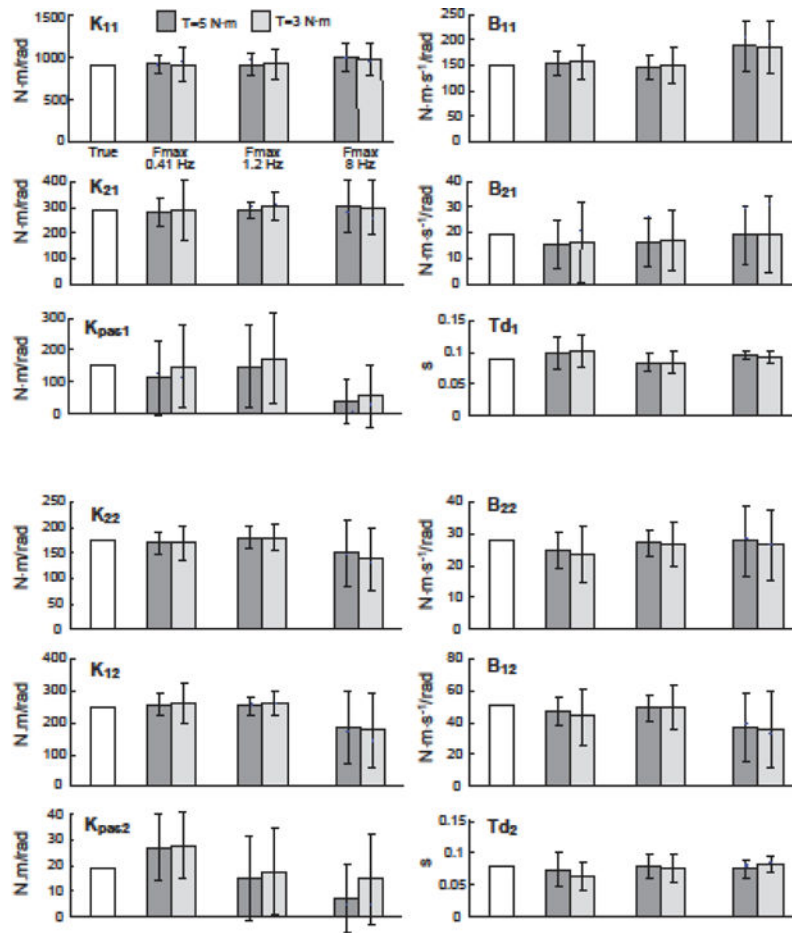 K11 T=5 N·m T=3 N·m
N·m/rad
1500
1000
500
0
True Fmax 0.41 Hz Fmax 1.2 Hz Fmax 8 Hz
B11
N·m·s-1/rad
250
200
150
100
50
0
K21
N·m/rad
400
300
200
100
0
B21
N·m·s-1/rad
40
30
20
10
0
Kpas1
N·m/rad
300
200
100
0
Td1
s
0.15
0.1
0.05
0
K22
N·m/rad
250
200
150
100
50
0
B22
N·m·s-1/rad
40
30
20
10
0
K12
N.m/rad
400
300
200
100
0
B12
N·m·s-1/rad
80
60
40
20
0
Kpas2
N.m/rad
40
30
20
10
0
Td2
s
0.15
0.1
0.05
0